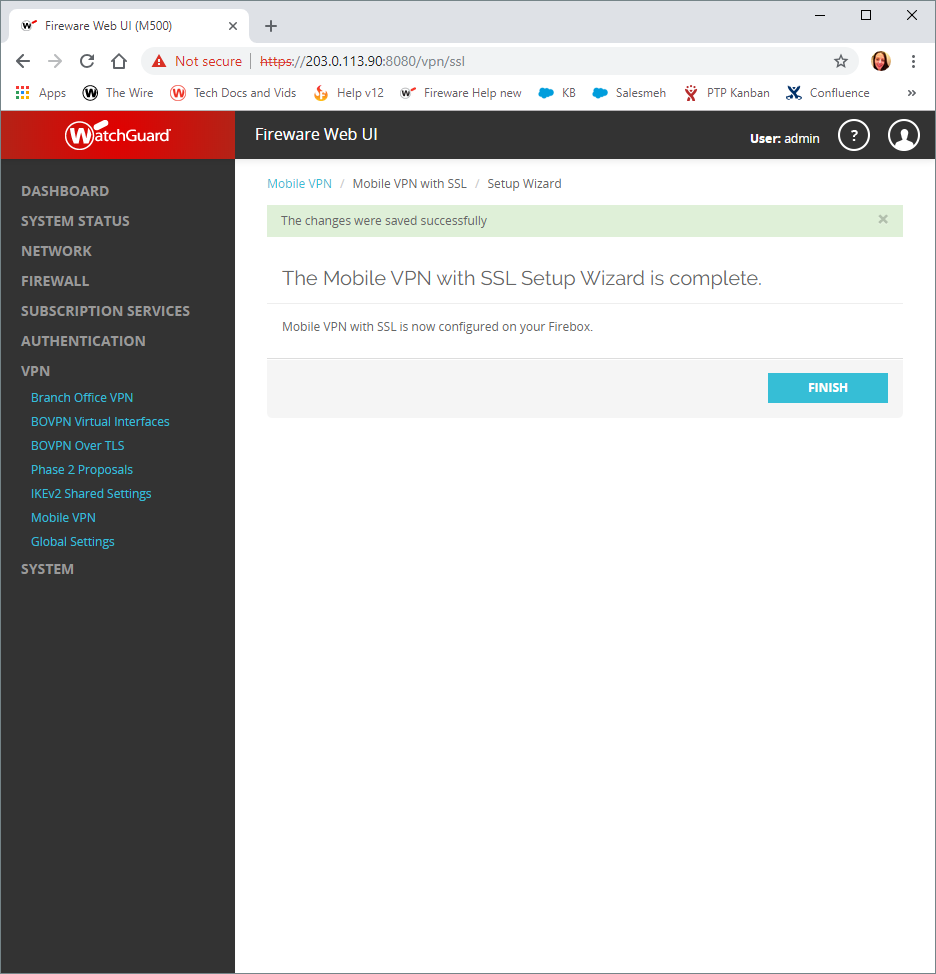 Fireware Web UI (M500)
Not secure https://203.0.113.90:8080/vpn/ssl
Apps The Wire Tech Docs and Vids Help v12 Fireware Help new KB Salesmeh PTP Kanban Confluence »
WatchGuard
Fireware Web UI
User: admin ?
DASHBOARD
SYSTEM STATUS
NETWORK
FIREWALL
SUBSCRIPTION SERVICES
AUTHENTICATION
VPN
Branch Office VPN
BOVPN Virtual Interfaces
BOVPN Over TLS
Phase 2 Proposals
IKEv2 Shared Settings
Mobile VPN
Global Settings
SYSTEM
Mobile VPN / Mobile VPN with SSL / Setup Wizard
The changes were saved successfully
The Mobile VPN with SSL Setup Wizard is complete.
Mobile VPN with SSL is now configured on your Firebox.
FINISH